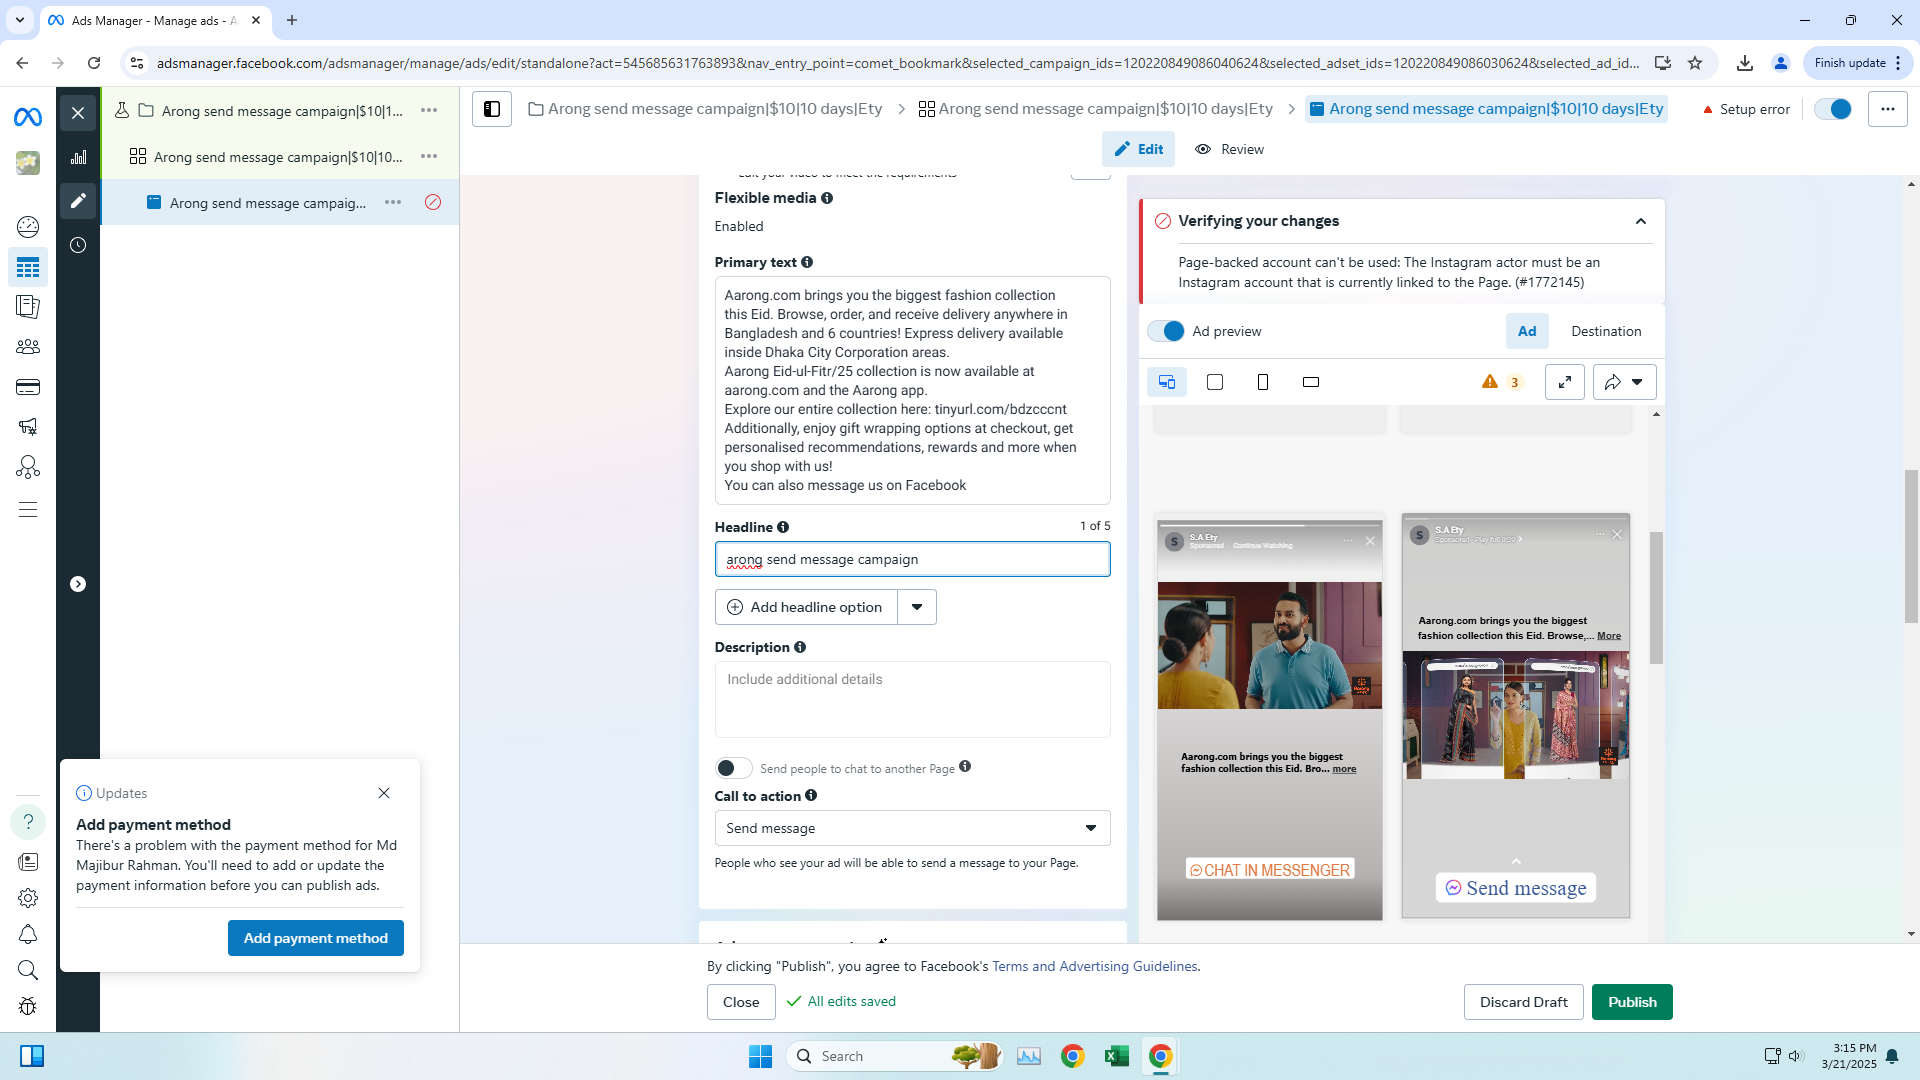 Ads Manager - Manage ads - A
Finish update
adsmanager.facebook.com/adsmanager/manage/ads/edit/standalone?act=545685631763893&nav_entry_point=comet_bookmark&selected_campaign_ids=120220849086040624&selected_adset_ids=120220849086030624&selected_ad_id...
Arong send message campaign|$10|1...
Arong send message campaign|$10|10...
Arong send message campaig...
Arong send message campaign|$10|10 days|Ety
Arong send message campaign|$10|10 days|Ety
Arong send message campaign|$10|10 days|Ety
Setup error
Edit
Review
Edit your video to meet the requirements
Flexible media
Enabled
Primary text
Aarong.com brings you the biggest fashion collection
this Eid. Browse, order, and receive delivery anywhere in
Bangladesh and 6 countries! Express delivery available
inside Dhaka City Corporation areas.
Aarong Eid-ul-Fitr/25 collection is now available at
aarong.com and the Aarong app.
Explore our entire collection here: tinyurl.com/bdzcccnt
Additionally, enjoy gift wrapping options at checkout, get
personalised recommendations, rewards and more when
you shop with us!
You can also message us on Facebook
Headline
1 of 5
arong send message campaign
Add headline option
Description
Include additional details
Send people to chat to another Page
Call to action
Send message
People who see your ad will be able to send a message to your Page.
Verifying your changes
Page-backed account can't be used: The Instagram actor must be an
Instagram account that is currently linked to the Page. (#1772145)
Ad preview
Ad
Destination
3
S
S.A Ety
Sponsored · Continue Watching
Aarong.com brings you the biggest
fashion collection this Eid. Bro... more
CHAT IN MESSENGER
S
S.A Ety
Sponsored · Play full 0:59
Aarong.com brings you the biggest
fashion collection this Eid. Browse,... More
Send message
Updates
Add payment method
There's a problem with the payment method for Md
Majibur Rahman. You'll need to add or update the
payment information before you can publish ads.
Add payment method
By clicking "Publish", you agree to Facebook's Terms and Advertising Guidelines.
Close
All edits saved
Discard Draft
Publish
Search
3:15 PM
3/21/2025